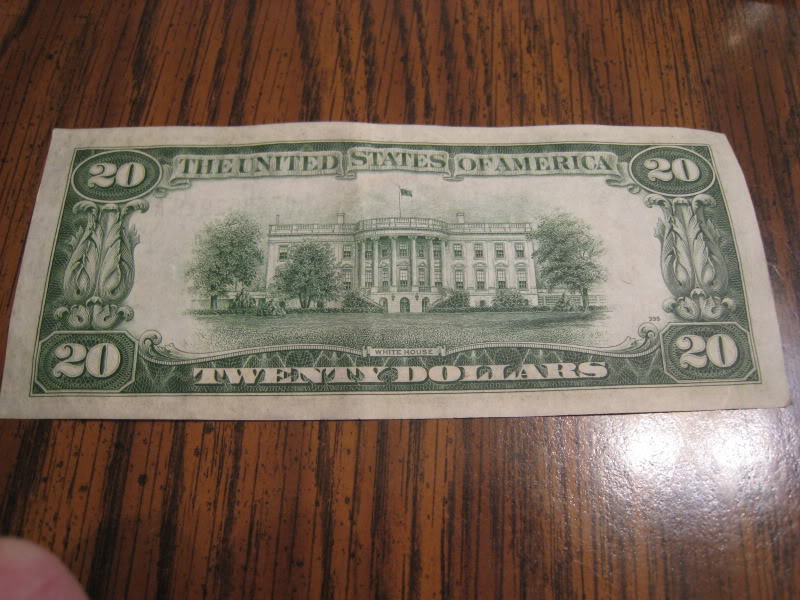 20 THE UNITED STATES OF AMERICA 20
WHITE HOUSE
20 TWENTY DOLLARS 20